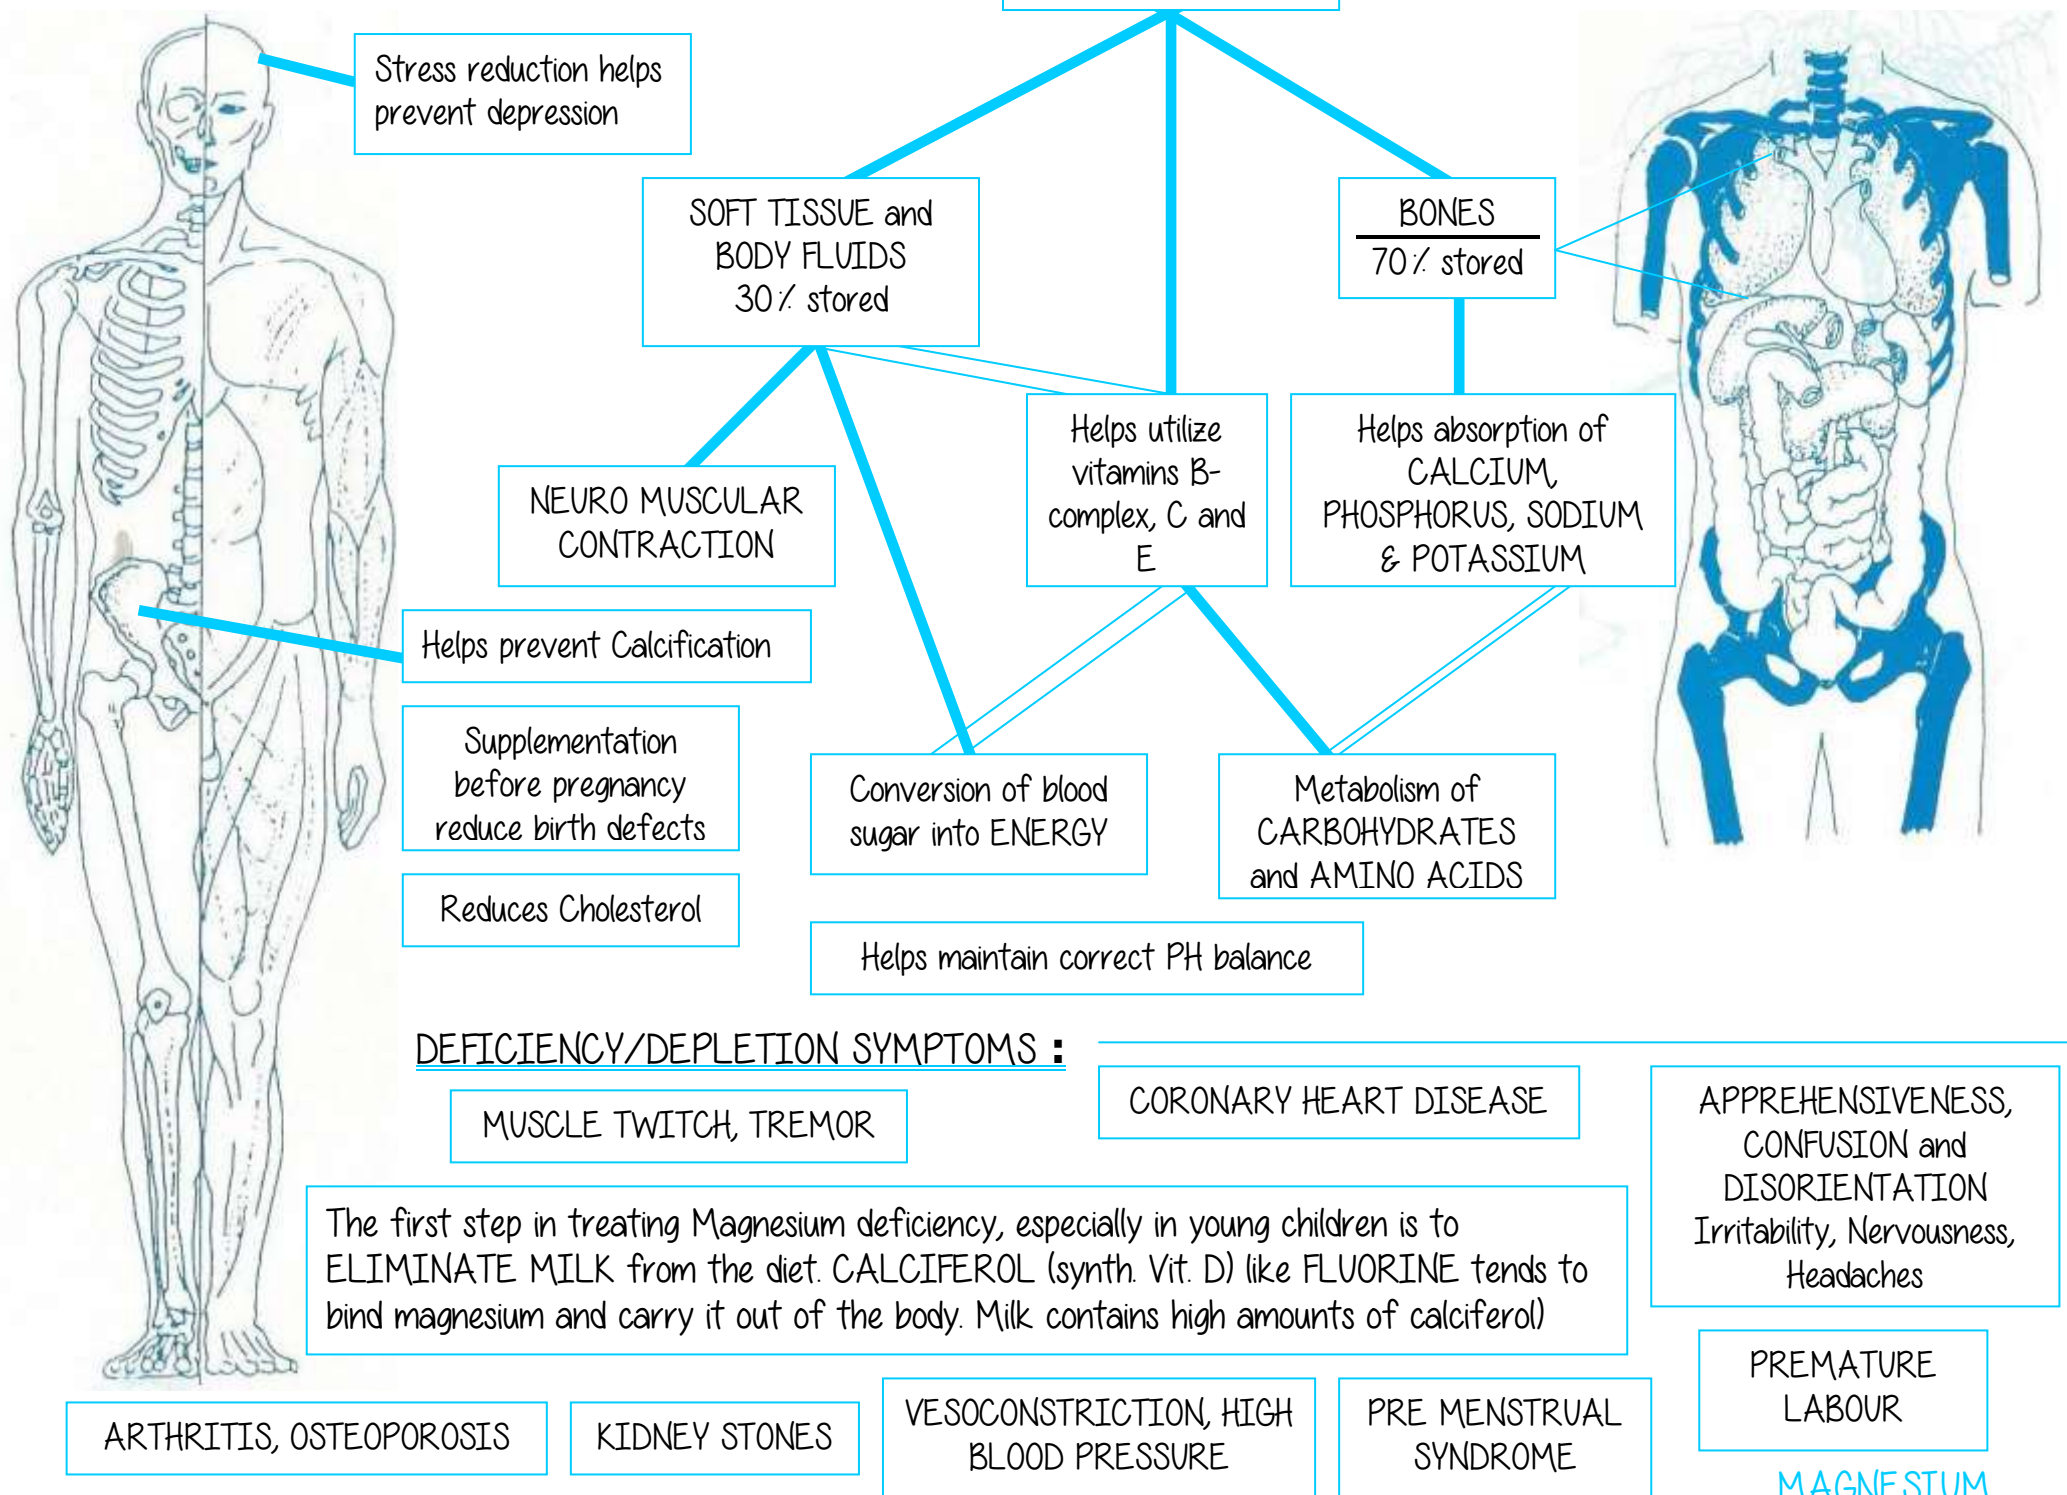 Stress reduction helps
prevent depression
SOFT TISSUE and
BODY FLUIDS
30% stored
BONES
70% stored
NEURO MUSCULAR
CONTRACTION
Helps utilize
vitamins B-
complex, C and
E
Helps absorption of
CALCIUM,
PHOSPHORUS, SODIUM
& POTASSIUM
Helps prevent Calcification
Supplementation
before pregnancy
reduce birth defects
Conversion of blood
sugar into ENERGY
Metabolism of
CARBOHYDRATES
and AMINO ACIDS
Reduces Cholesterol
Helps maintain correct PH balance
DEFICIENCY/DEPLETION SYMPTOMS :
MUSCLE TWITCH, TREMOR
CORONARY HEART DISEASE
APPREHENSIVENESS,
CONFUSION and
DISORIENTATION
Irritability, Nervousness,
Headaches
The first step in treating Magnesium deficiency, especially in young children is to
ELIMINATE MILK from the diet. CALCIFEROL (synth. Vit. D) like FLUORINE tends to
bind magnesium and carry it out of the body. Milk contains high amounts of calciferol)
PREMATURE
LABOUR
ARTHRITIS, OSTEOPOROSIS
KIDNEY STONES
VESOCONSTRICTION, HIGH
BLOOD PRESSURE
PRE MENSTRUAL
SYNDROME
MAGNESIUM